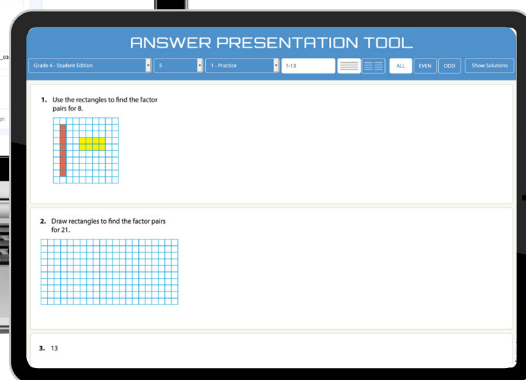 ANSWER PRESENTATION TOOL
Grade 4 - Student Edition
5
1 - Practice
1-13
ALL
EVEN
ODD
Show Solutions
1. Use the rectangles to find the factor
pairs for 8.
2. Draw rectangles to find the factor pairs
for 21.
3. 13